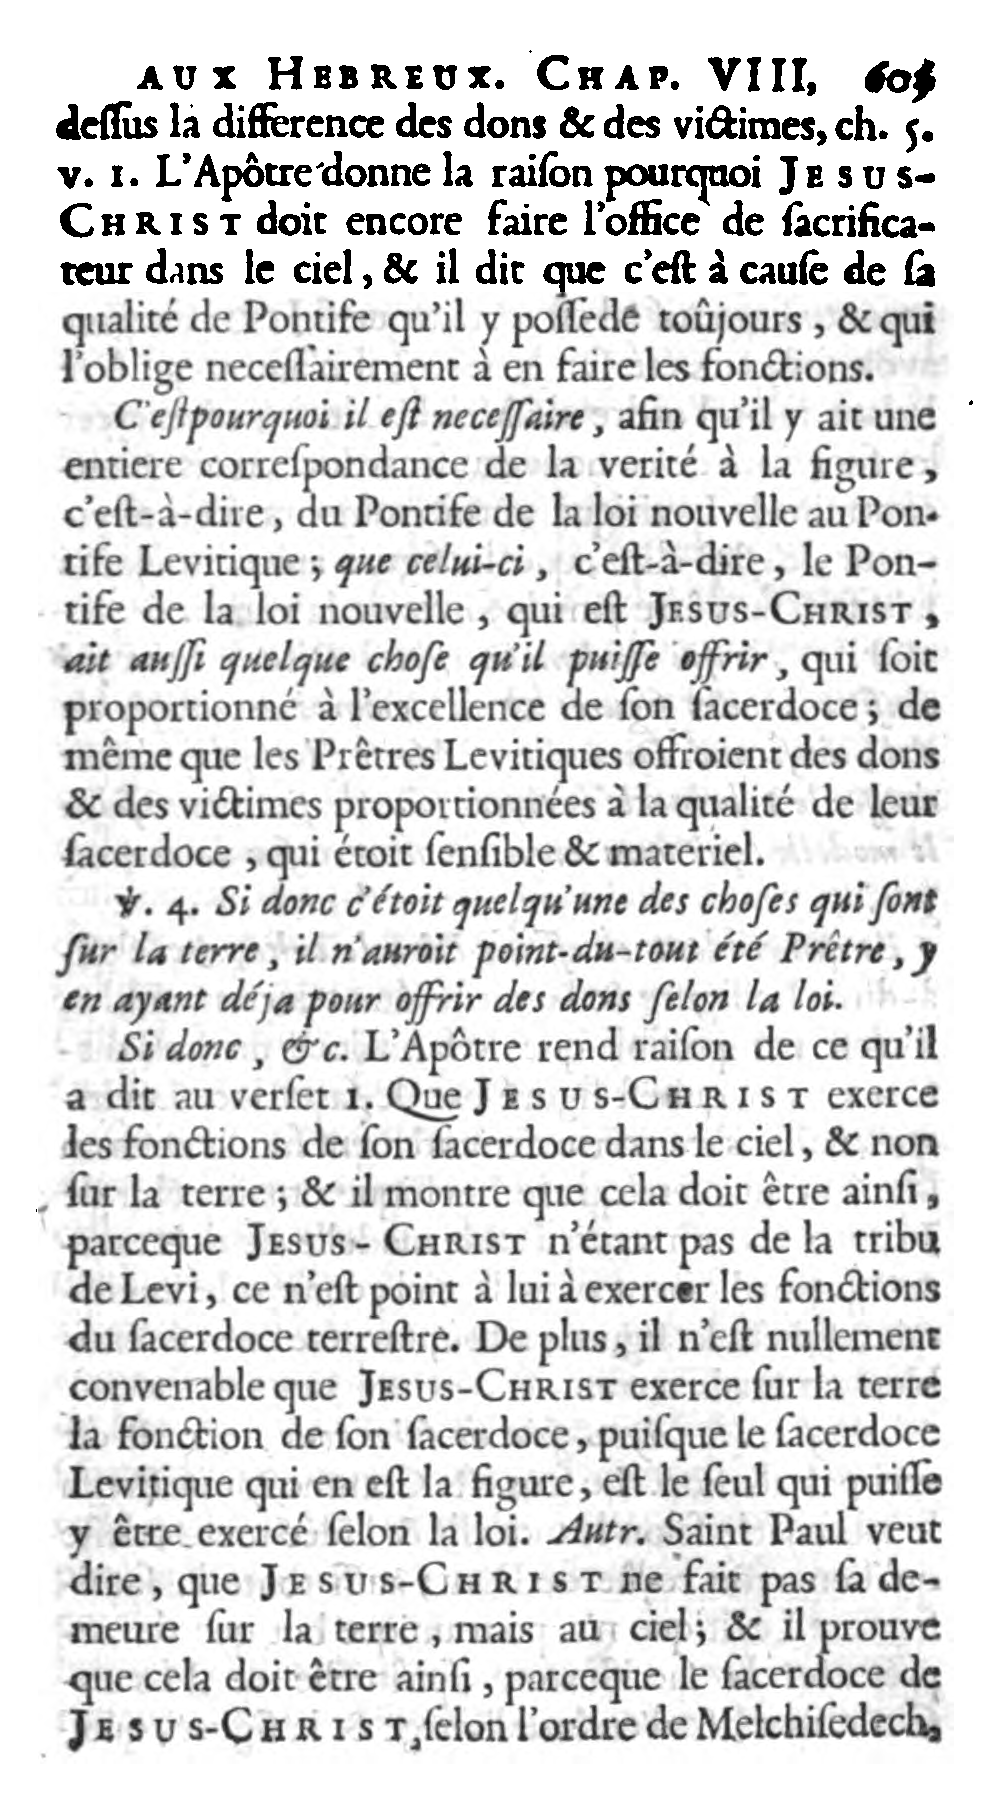 AUX HEBREUX. CHAP. VIII, 605
deſſus la difference des dons & des victimes, ch. 5.
v. 1. L'Apôtre donne la raiſon pourquoi JESUS-
CHRIST doit encore faire l'office de ſacrifica-
teur dans le ciel, & il dit que c'eſt à cauſe de ſa
qualité de Pontife qu'il y poſſede toûjours, & qui
l'oblige neceſſairement à en faire les fonctions.
C'eſtpourquoi il eſt neceſſaire, afin qu'il y ait une
entiere correſpondance de la verité à la figure,
c'eſt-à-dire, du Pontife de la loi nouvelle au Pon-
tife Levitique; que celui-ci, c'eſt-à-dire, le Pon-
tife de la loi nouvelle, qui eſt JESUS-CHRIST,
ait auſſi quelque choſe qu'il puiſſe offrir, qui ſoit
proportionné à l'excellence de ſon ſacerdoce; de
même que les Prêtres Levitiques offroient des dons
& des victimes proportionnées à la qualité de leur
ſacerdoce, qui étoit ſenſible & materiel.
℣. 4. Si donc c'étoit quelqu'une des choſes qui ſont
ſur la terre, il n'auroit point-du-tout été Prêtre, y
en ayant déja pour offrir des dons ſelon la loi.
Si donc, &c. L'Apôtre rend raiſon de ce qu'il
a dit au verſet 1. Que JESUS-CHRIST exerce
les fonctions de ſon ſacerdoce dans le ciel, & non
ſur la terre; & il montre que cela doit être ainſi,
parceque JESUS-CHRIST n'étant pas de la tribu
de Levi, ce n'eſt point à lui à exercer les fonctions
du ſacerdoce terreſtre. De plus, il n'eſt nullement
convenable que JESUS-CHRIST exerce ſur la terre
la fonction de ſon ſacerdoce, puiſque le ſacerdoce
Levitique qui en eſt la figure, eſt le ſeul qui puiſſe
y être exercé ſelon la loi. Autr. Saint Paul veut
dire, que JESUS-CHRIST ne fait pas ſa de-
meure ſur la terre, mais au ciel; & il prouve
que cela doit être ainſi, parceque le ſacerdoce de
JESUS-CHRIST, ſelon l'ordre de Melchiſedech,